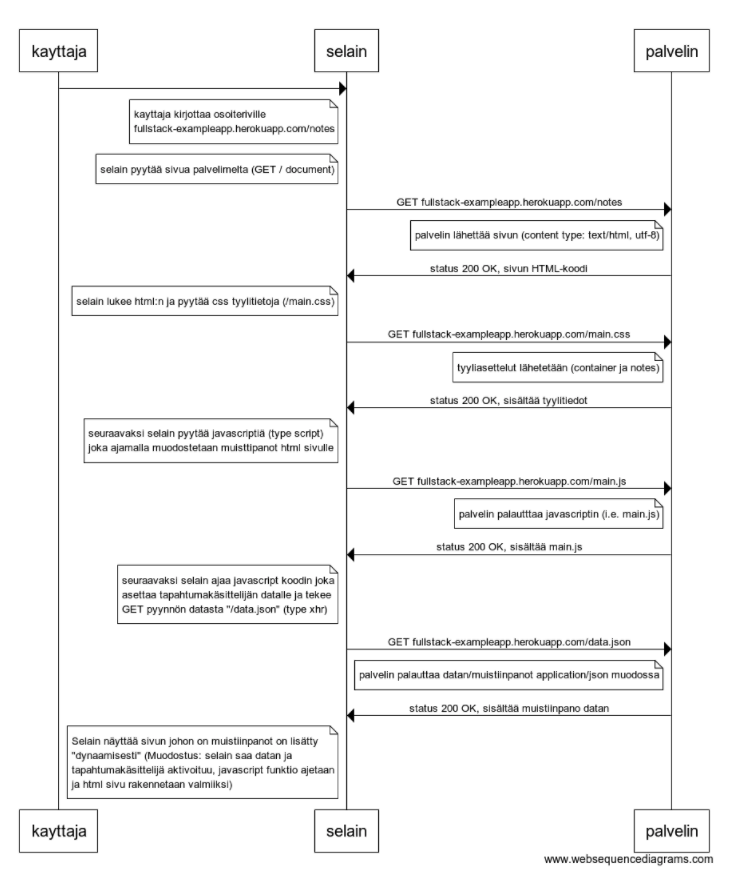 kayttaja
selain
palvelin
kayttaja kirjottaa osoiteriville
fullstack-exampleapp.herokuapp.com/notes
selain pyytää sivua palvelimelta (GET / document)
GET fullstack-exampleapp.herokuapp.com/notes
palvelin lähettää sivun (content type: text/html, utf-8)
status 200 OK, sivun HTML-koodi
selain lukee html:n ja pyytää css tyylitietoja (/main.css)
GET fullstack-exampleapp.herokuapp.com/main.css
tyyliasettelut lähetetään (container ja notes)
status 200 OK, sisältää tyylitiedot
seuraavaksi selain pyytää javascriptiä (type script)
joka ajamalla muodostetaan muisttipanot html sivulle
GET fullstack-exampleapp.herokuapp.com/main.js
palvelin palautttaa javascriptin (i.e. main.js)
status 200 OK, sisältää main.js
seuraavaksi selain ajaa javascript koodin joka
asettaa tapahtumakäsittelijän datalle ja tekee
GET pyynnön datasta "/data.json" (type xhr)
GET fullstack-exampleapp.herokuapp.com/data.json
palvelin palauttaa datan/muistiinpanot application/json muodossa
status 200 OK, sisältää muistiinpano datan
Selain näyttää sivun johon on muistiinpanot on lisätty
"dynaamisesti" (Muodostus: selain saa datan ja
tapahtumakäsittelijä aktivoituu, javascript funktio ajetaan
ja html sivu rakennetaan valmiiksi)
kayttaja
selain
palvelin
www.websequencediagrams.com